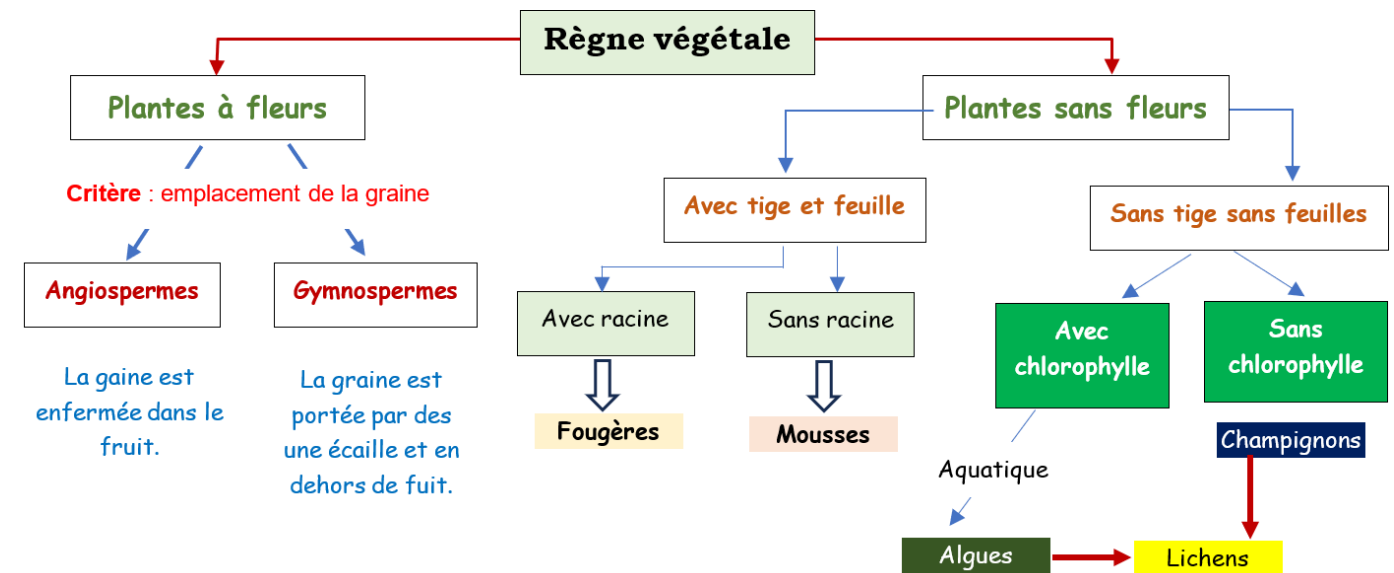 Règne végétale
Plantes à fleurs
Plantes sans fleurs
Critère : emplacement de la graine
Avec tige et feuille
Sans tige sans feuilles
Angiospermes
Gymnospermes
Avec racine
Sans racine
Avec
chlorophylle
Sans
chlorophylle
La gaine est
enfermée dans le
fruit.
La graine est
portée par des
une écaille et en
dehors de fuit.
Fougères
Mousses
Champignons
Aquatique
Algues
Lichens